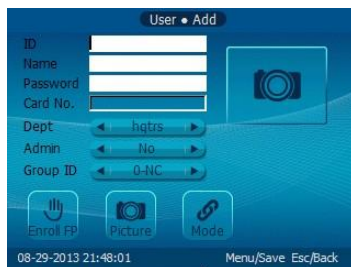 User ● Add
ID
Name
Password
Card No.
Dept hqtrs
Admin No
Group ID 0-NC
Enroll FP Picture Mode
08-29-2013 21:48:01 Menu/Save Esc/Back